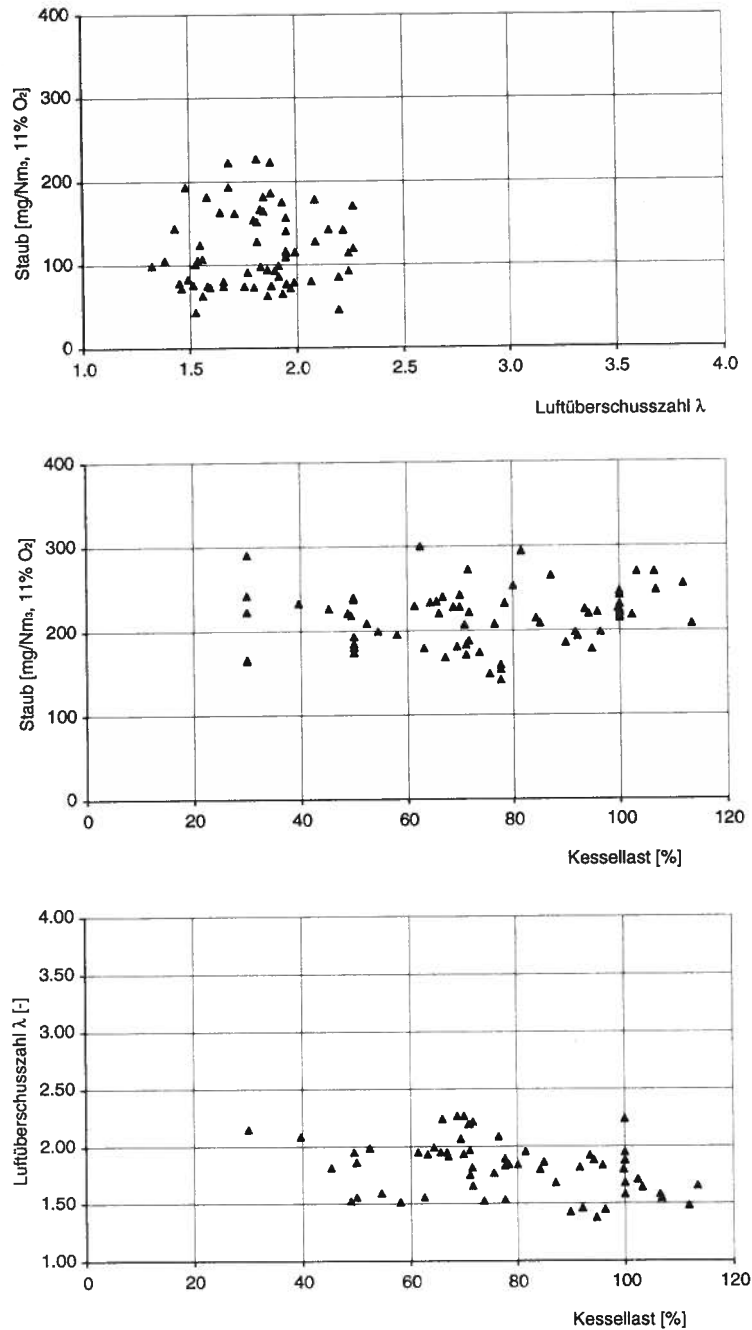 400
300
200
100
0
Staub [mg/Nm₃, 11% O₂]
1.0 1.5 2.0 2.5 3.0 3.5 4.0
Luftüberschusszahl λ
400
300
200
100
0
Staub [mg/Nm₃, 11% O₂]
0 20 40 60 80 100 120
Kessellast [%]
4.00
3.50
3.00
2.50
2.00
1.50
1.00
Luftüberschusszahl λ [-]
0 20 40 60 80 100 120
Kessellast [%]